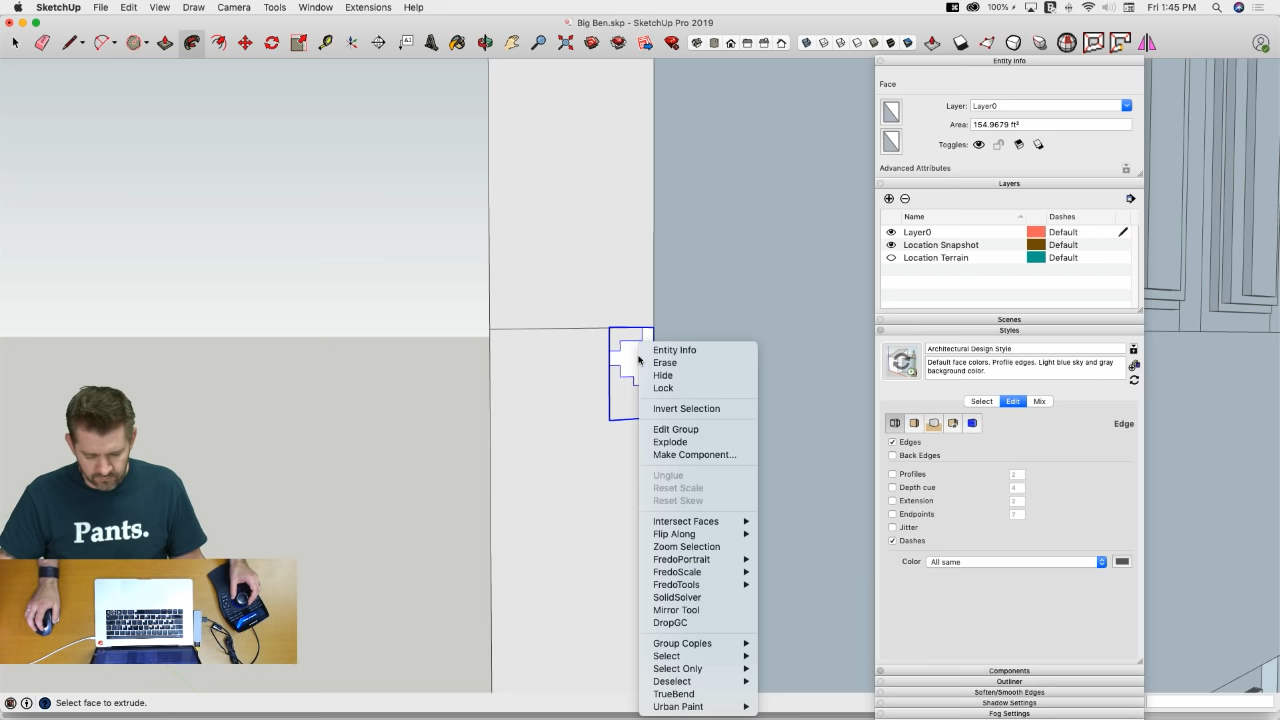 SketchUp File Edit View Draw Camera Tools Window Extensions Help 100% Fri 1:45 PM
Big Ben.skp - SketchUp Pro 2019
Entity Info
Face
Layer: Layer0
Area: 154.9679 ft²
Toggles:
Advanced Attributes
Layers
Name Dashes
Layer0 Default
Location Snapshot Default
Location Terrain Default
Scenes
Styles
Architectural Design Style
Default face colors. Profile edges. Light blue sky and gray
background color.
Select Edit Mix
Edge
Edges
Back Edges
Profiles 2
Depth cue 4
Extension 2
Endpoints 7
Jitter
Dashes
Color All same
Components
Outliner
Soften/Smooth Edges
Shadow Settings
Fog Settings
Entity Info
Erase
Hide
Lock
Invert Selection
Edit Group
Explode
Make Component...
Unglue
Reset Scale
Reset Skew
Intersect Faces
Flip Along
Zoom Selection
FredoPortrait
FredoScale
FredoTools
SolidSolver
Mirror Tool
DropGC
Group Copies
Select
Select Only
Deselect
TrueBend
Urban Paint
Pants.
Select face to extrude.